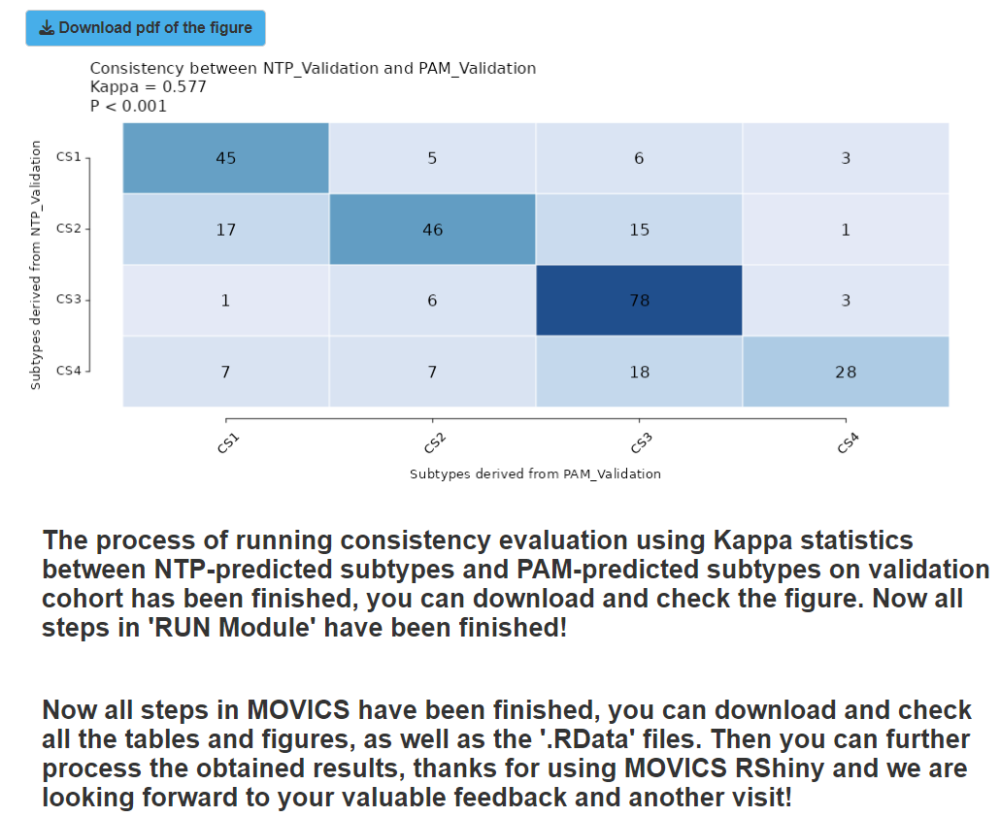 Download pdf of the figure
Consistency between NTP_Validation and PAM_Validation
Kappa = 0.577
P < 0.001
Subtypes derived from NTP_Validation
CS1 45 5 6 3
CS2 17 46 15 1
CS3 1 6 78 3
CS4 7 7 18 28
CS1 CS2 CS3 CS4
Subtypes derived from PAM_Validation
The process of running consistency evaluation using Kappa statistics
between NTP-predicted subtypes and PAM-predicted subtypes on validation
cohort has been finished, you can download and check the figure. Now all
steps in 'RUN Module' have been finished!
Now all steps in MOVICS have been finished, you can download and check
all the tables and figures, as well as the '.RData' files. Then you can further
process the obtained results, thanks for using MOVICS RShiny and we are
looking forward to your valuable feedback and another visit!